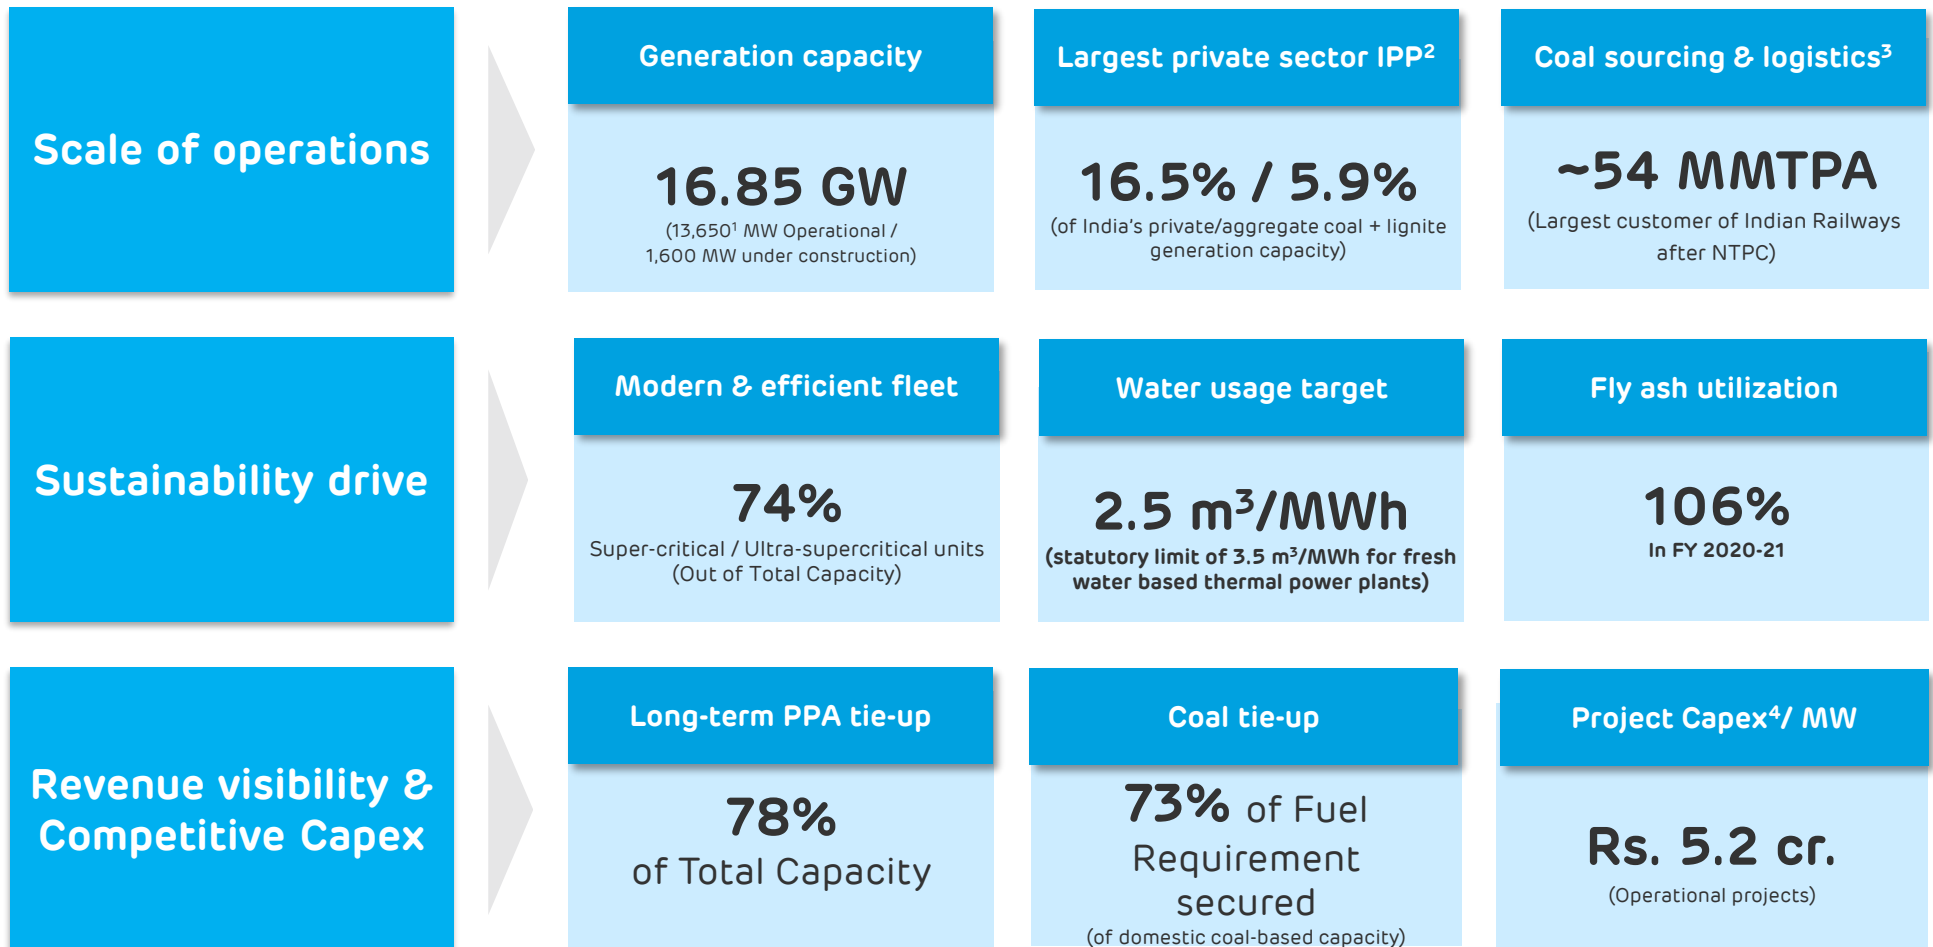 Scale of operations
Generation capacity
16.85 GW
(13,650¹ MW Operational /
1,600 MW under construction)
Largest private sector IPP²
16.5% / 5.9%
(of India's private/aggregate coal + lignite
generation capacity)
Coal sourcing & logistics³
~54 MMTPA
(Largest customer of Indian Railways
after NTPC)
Sustainability drive
Modern & efficient fleet
74%
Super-critical / Ultra-supercritical units
(Out of Total Capacity)
Water usage target
2.5 m³/MWh
(statutory limit of 3.5 m³/MWh for fresh
water based thermal power plants)
Fly ash utilization
106%
In FY 2020-21
Revenue visibility &
Competitive Capex
Long-term PPA tie-up
78%
of Total Capacity
Coal tie-up
73% of Fuel
Requirement
secured
(of domestic coal-based capacity)
Project Capex⁴/ MW
Rs. 5.2 cr.
(Operational projects)